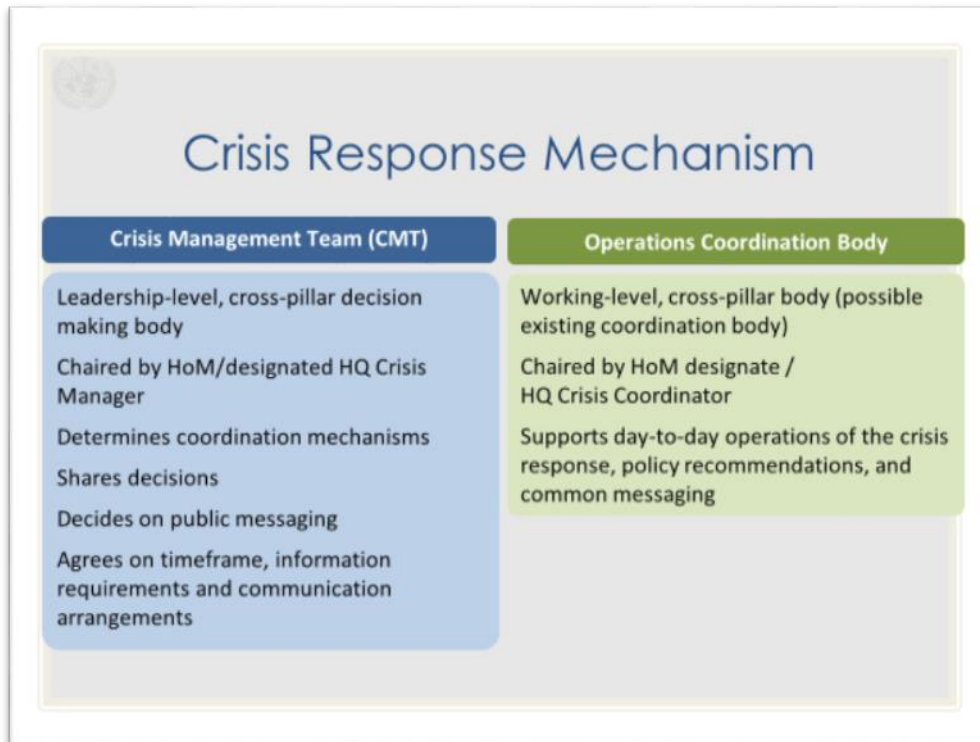 Crisis Response Mechanism
Crisis Management Team (CMT)
Leadership-level, cross-pillar decision
making body
Chaired by HoM/designated HQ Crisis
Manager
Determines coordination mechanisms
Shares decisions
Decides on public messaging
Agrees on timeframe, information
requirements and communication
arrangements
Operations Coordination Body
Working-level, cross-pillar body (possible
existing coordination body)
Chaired by HoM designate /
HQ Crisis Coordinator
Supports day-to-day operations of the crisis
response, policy recommendations, and
common messaging